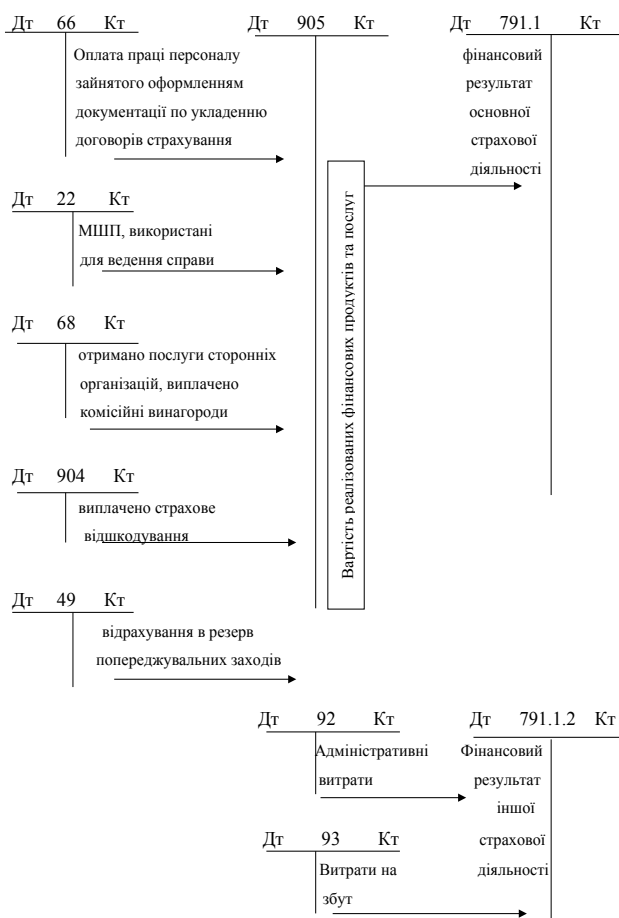 Дт 66 Кт
Дт 905 Кт
Дт 791.1 Кт
Оплата праці персоналу
зайнятого оформленням
документації по укладенню
договорів страхування
фінансовий
результат
основної
страхової
діяльності
Дт 22 Кт
МШП, використані
для ведення справи
Вартість реалізованих фінансових продуктів та послуг
Дт 68 Кт
отримано послуги сторонніх
організацій, виплачено
комісійні винагороди
Дт 904 Кт
виплачено страхове
відшкодування
Дт 49 Кт
відрахування в резерв
попереджувальних заходів
Дт 92 Кт
Дт 791.1.2 Кт
Адміністративні
витрати
Фінансовий
результат
іншої
страхової
діяльності
Дт 93 Кт
Витрати на
збут